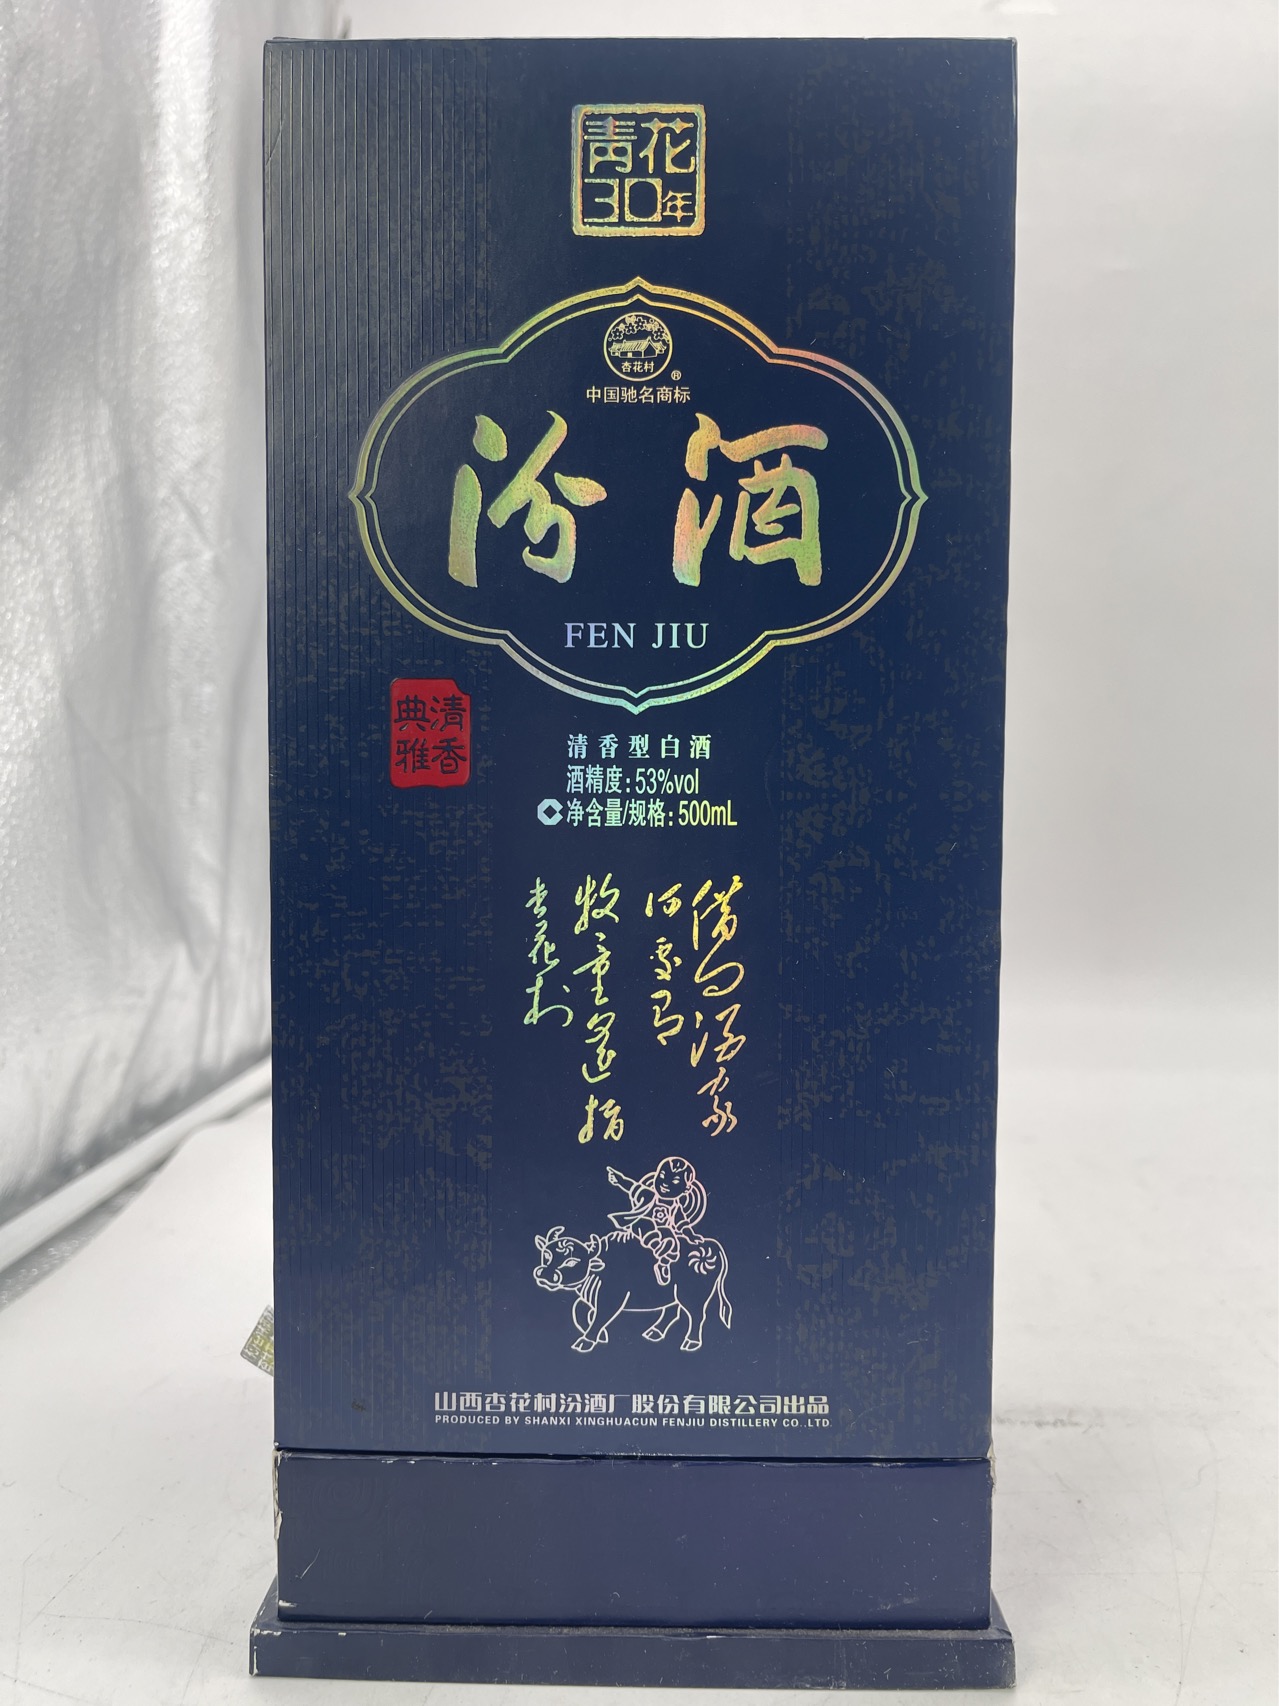 青花
30年
杏花村
®
中国驰名商标
汾酒
FEN JIU
清香
典雅
清香型白酒
酒精度:53%vol
净含量/规格:500mL
借问酒家
何处有
牧童遥指
杏花村
山西杏花村汾酒厂股份有限公司出品
PRODUCED BY SHANXI XINGHUACUN FENJIU DISTILLERY CO.,LTD.